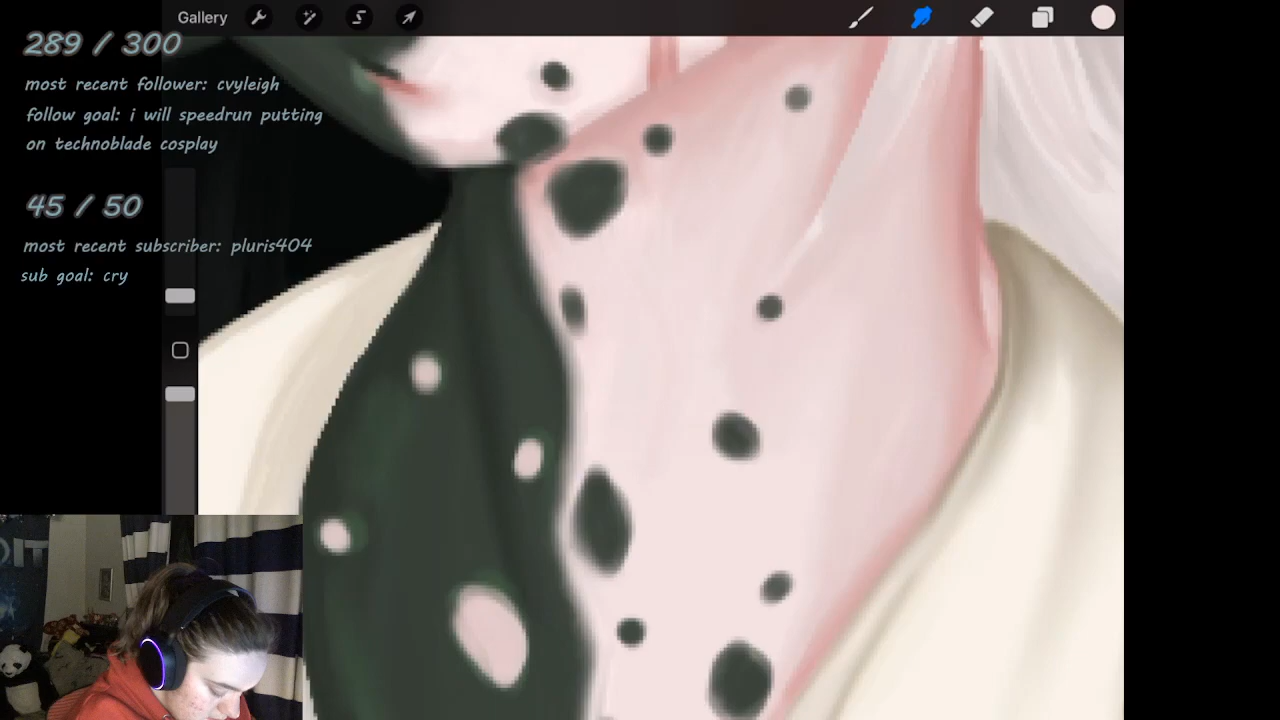 Gallery
289 / 300
most recent follower: cvyleigh
follow goal: i will speedrun putting
on technoblade cosplay
45 / 50
most recent subscriber: pluris404
sub goal: cry